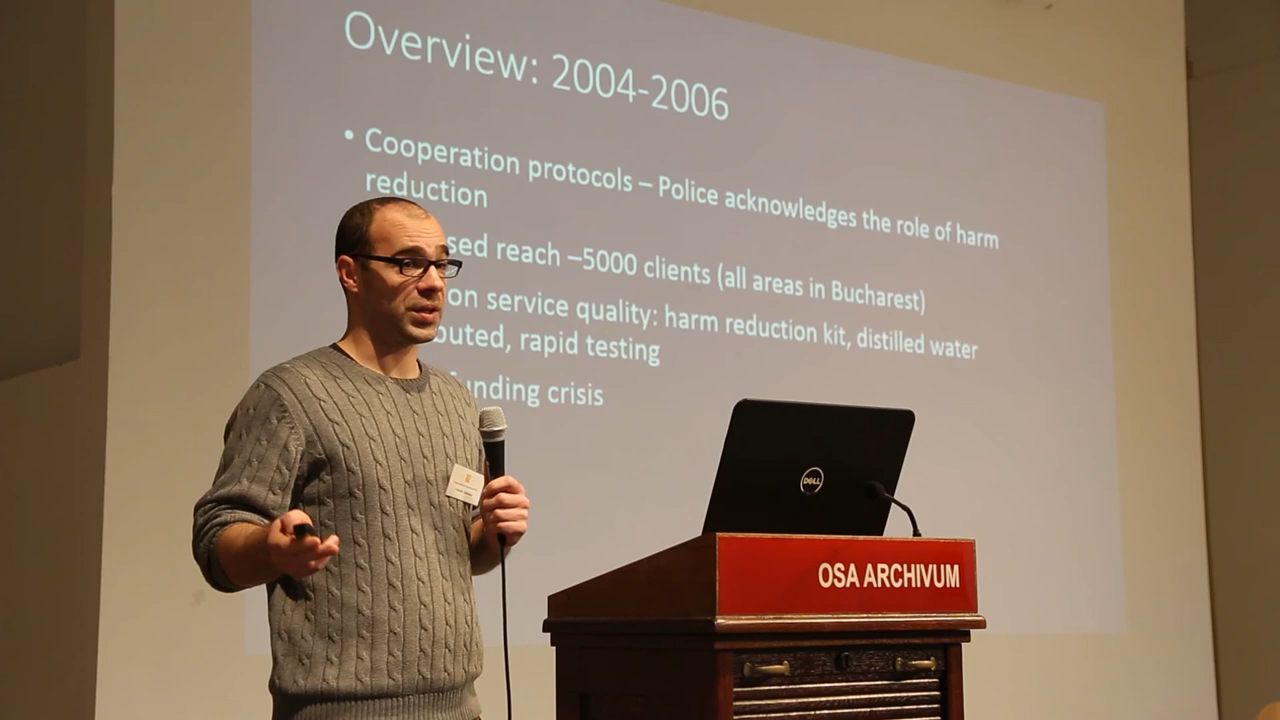 Overview: 2004-2006
• Cooperation protocols – Police acknowledges the role of harm
reduction
sed reach –5000 clients (all areas in Bucharest)
on service quality: harm reduction kit, distilled water
buted, rapid testing
funding crisis
DELL
OSA ARCHIVUM